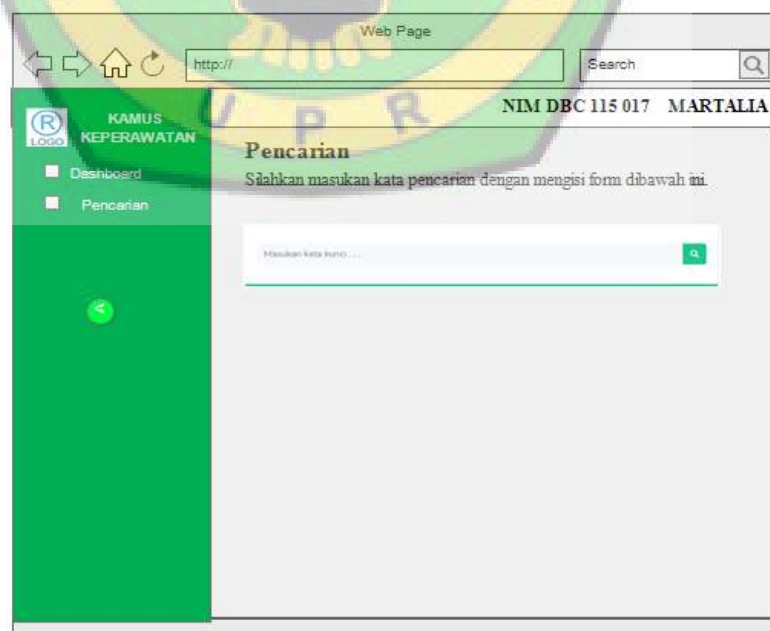 Web Page
http://
Search
UPR
NIM DBC 115 017 MARTALIA
LOGO
KAMUS
KEPERAWATAN
Dashboard
Pencarian
Pencarian
Silahkan masukan kata pencarian dengan mengisi form dibawah ini.
Masukan kata kunci ....